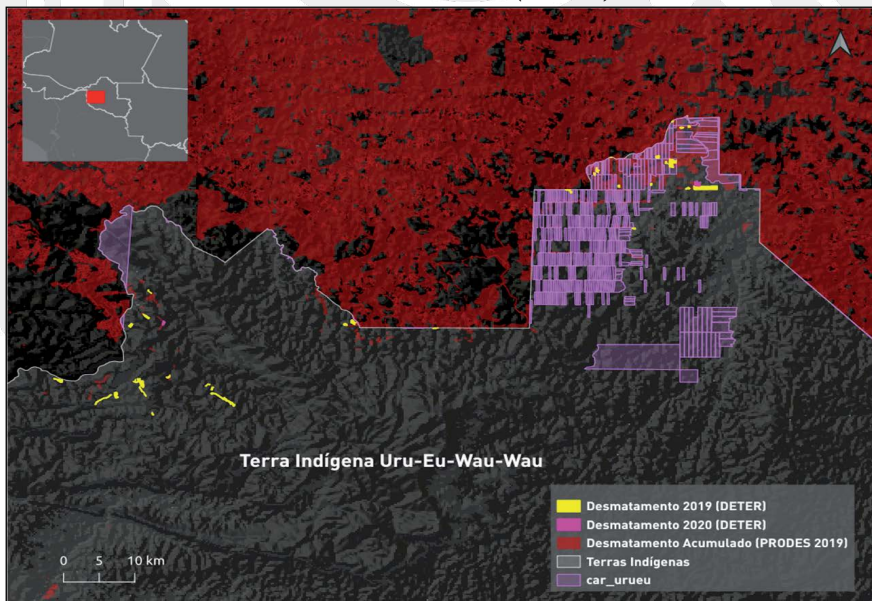 Terra Indígena Uru-Eu-Wau-Wau
Desmatamento 2019 (DETER)
Desmatamento 2020 (DETER)
Desmatamento Acumulado (PRODES 2019)
Terras Indígenas
car_urueu
0 5 10 km